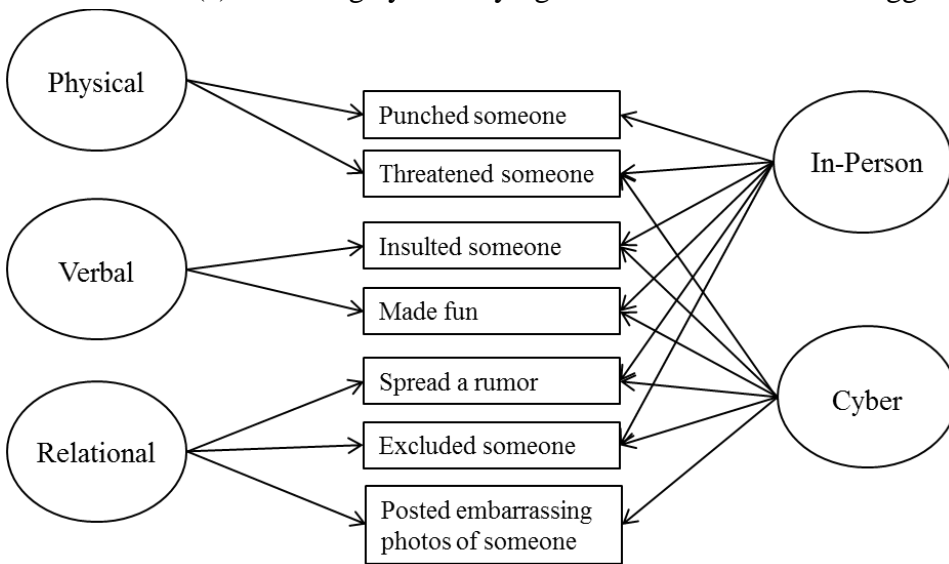 Physical
Verbal
Relational
Punched someone
Threatened someone
Insulted someone
Made fun
Spread a rumor
Excluded someone
Posted embarrassing
photos of someone
In-Person
Cyber